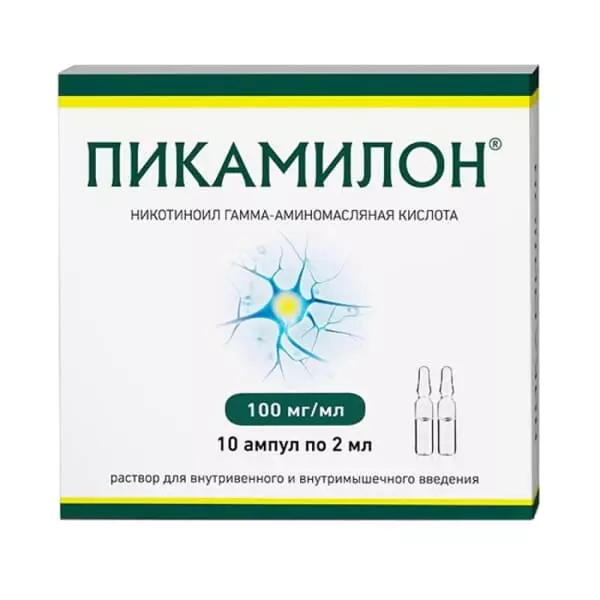 ПИКАМИЛОН®
НИКОТИНОИЛ ГАММА-АМИНОМАСЛЯНАЯ КИСЛОТА
100 мг/мл
10 ампул по 2 мл
раствор для внутривенного и внутримышечного введения